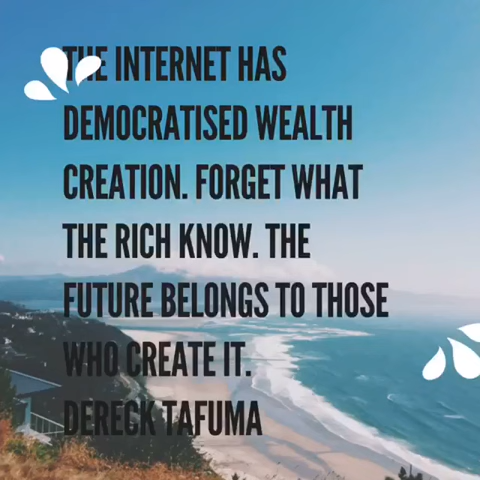 THE INTERNET HAS
DEMOCRATISED WEALTH
CREATION. FORGET WHAT
THE RICH KNOW. THE
FUTURE BELONGS TO THOSE
WHO CREATE IT.
DERECK TAFUMA